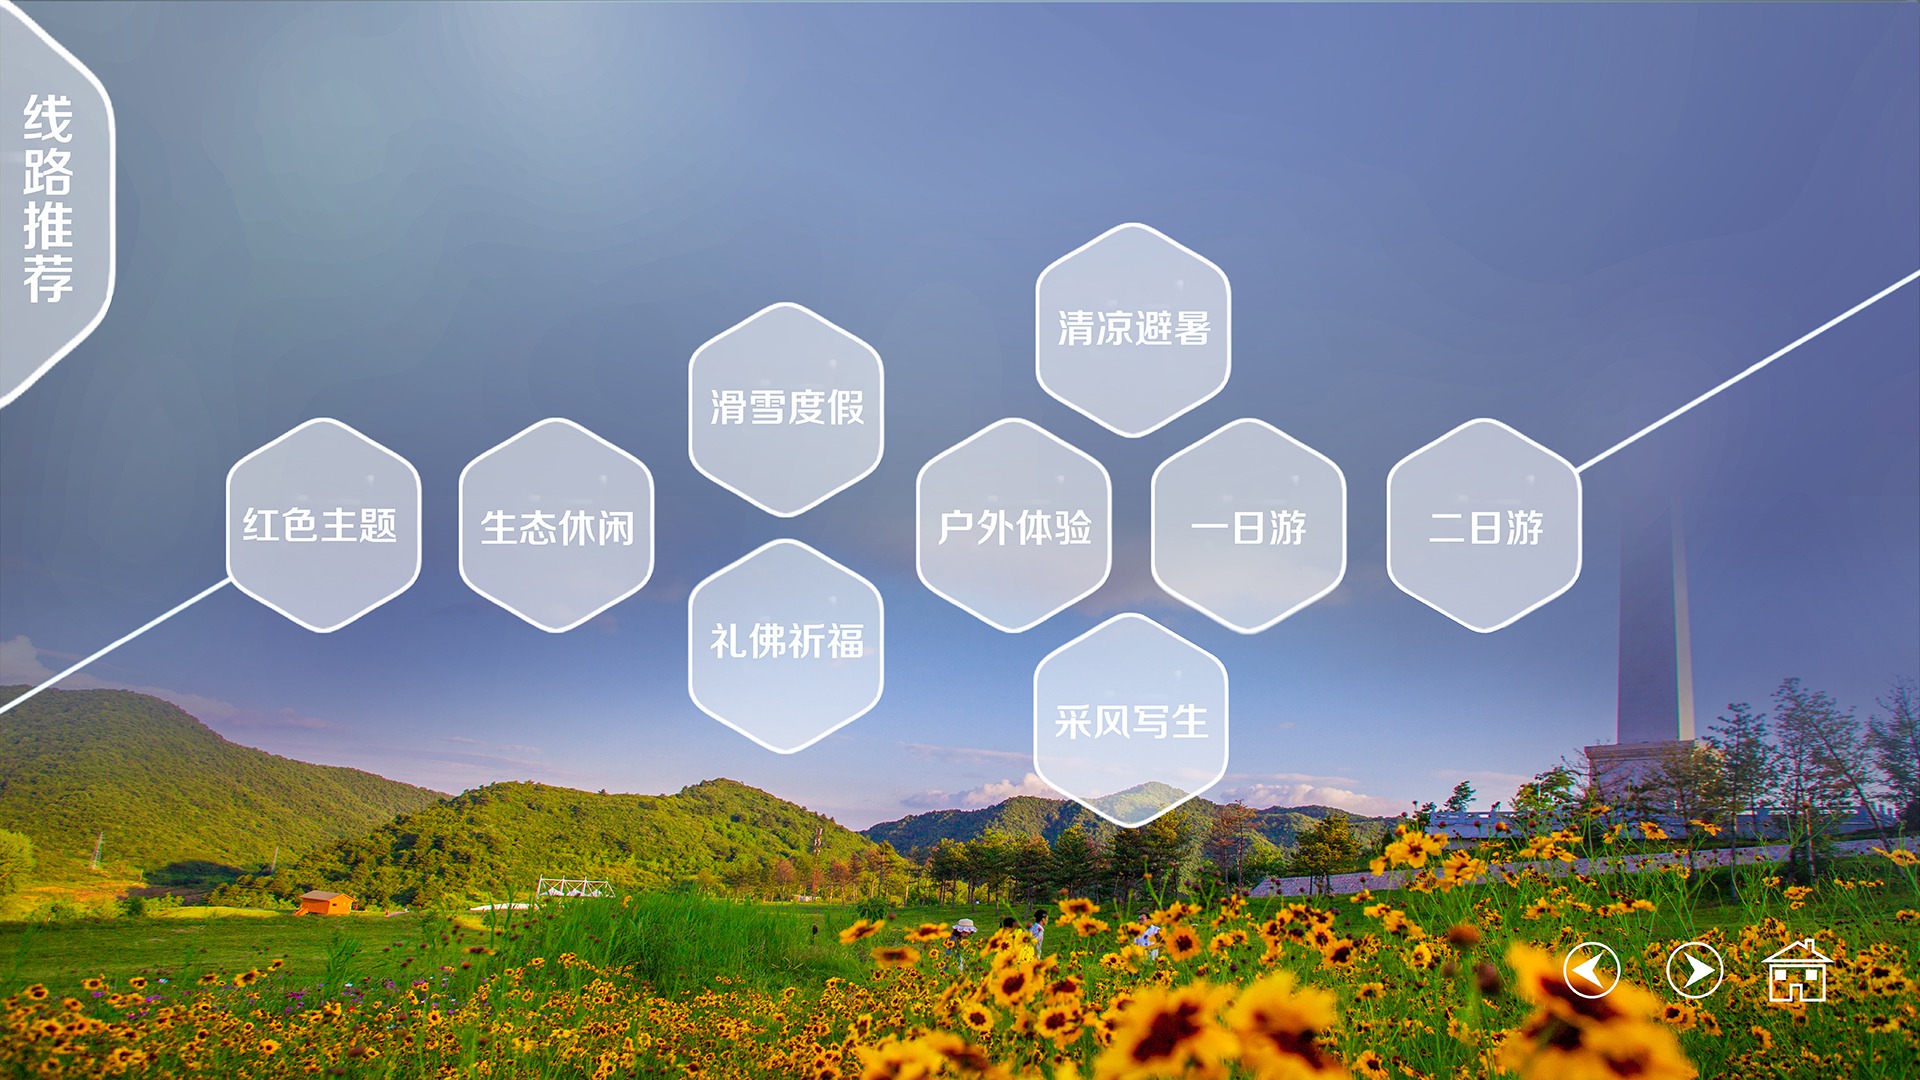 线路推荐
清凉避暑
滑雪度假
红色主题
生态休闲
户外体验
一日游
二日游
礼佛祈福
采风写生